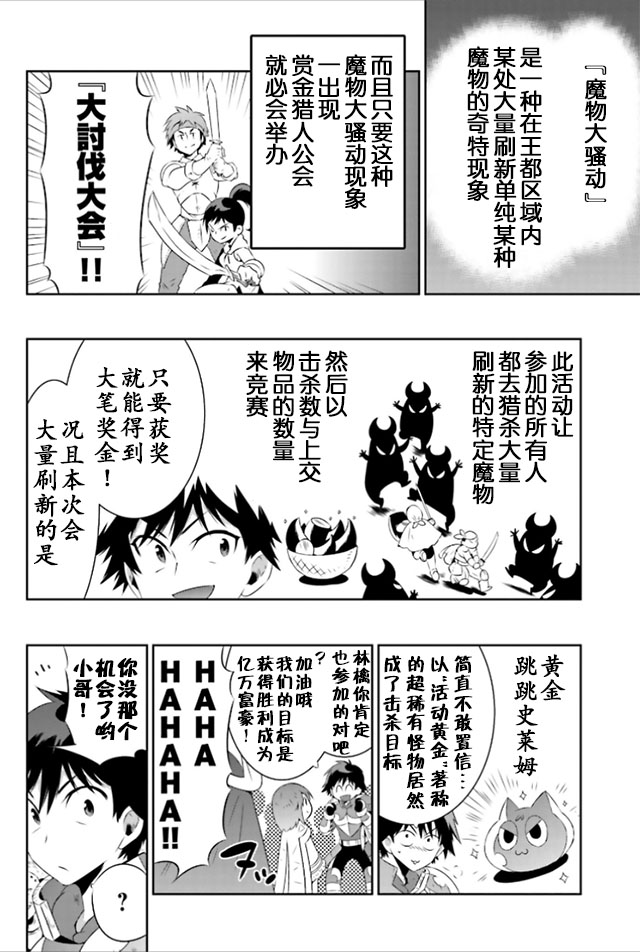 『魔物大骚动』
是一种在王都区域内
某处大量刷新单纯某种
魔物的奇特现象
而且只要这种
魔物大骚动现象
一出现
赏金猎人公会
就必会举办
『大討伐大会』!!
此活动让
参加的所有人
都去猎杀大量
刷新的特定魔物
然后以
击杀数与上交
物品的数量
来竞赛
只要获奖
就能得到
大笔奖金！
况且本次会
大量刷新的是
黄金
跳跳史莱姆
简直不敢置信…
以"活动黄金"著称
的超稀有怪物居然
成了击杀目标
林檎你肯定
也参加的对吧
?
加油哦
我们的目标是
获得胜利成为
亿万富豪！
HAHA
HAHAHA!!
你没那个
机会了哟
小哥！
?